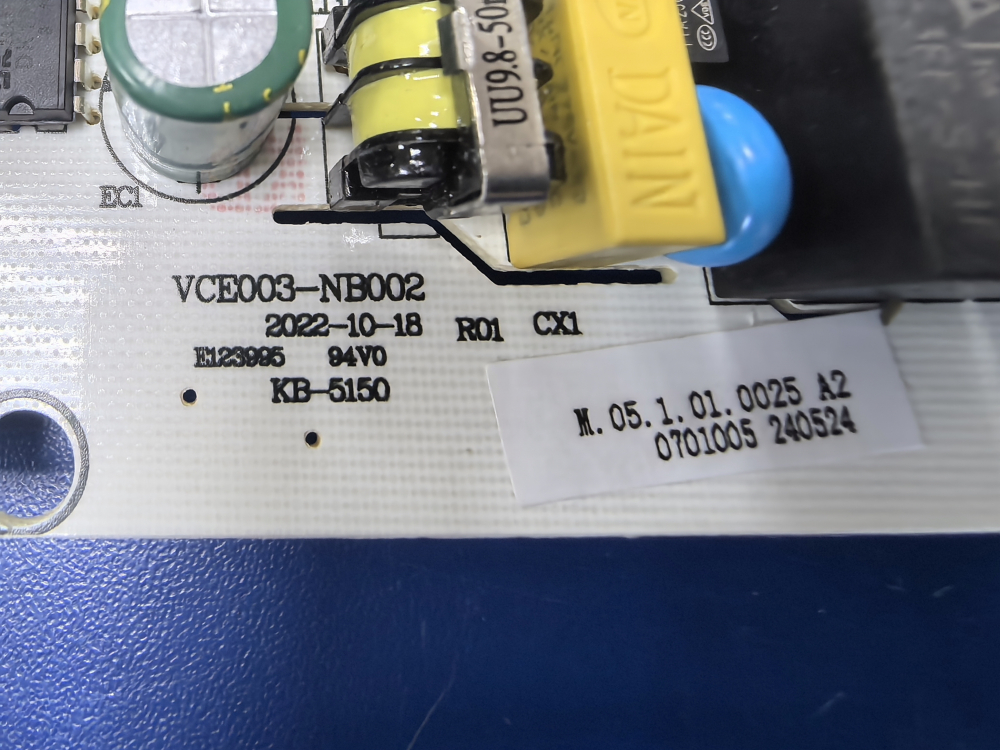 UU9.8-50
DAIN
EC1
VCE003-NB002
2022-10-18
R01
CX1
E123995 94V0
KB-5150
M.05.1.01.0025 A2
0701005 240524